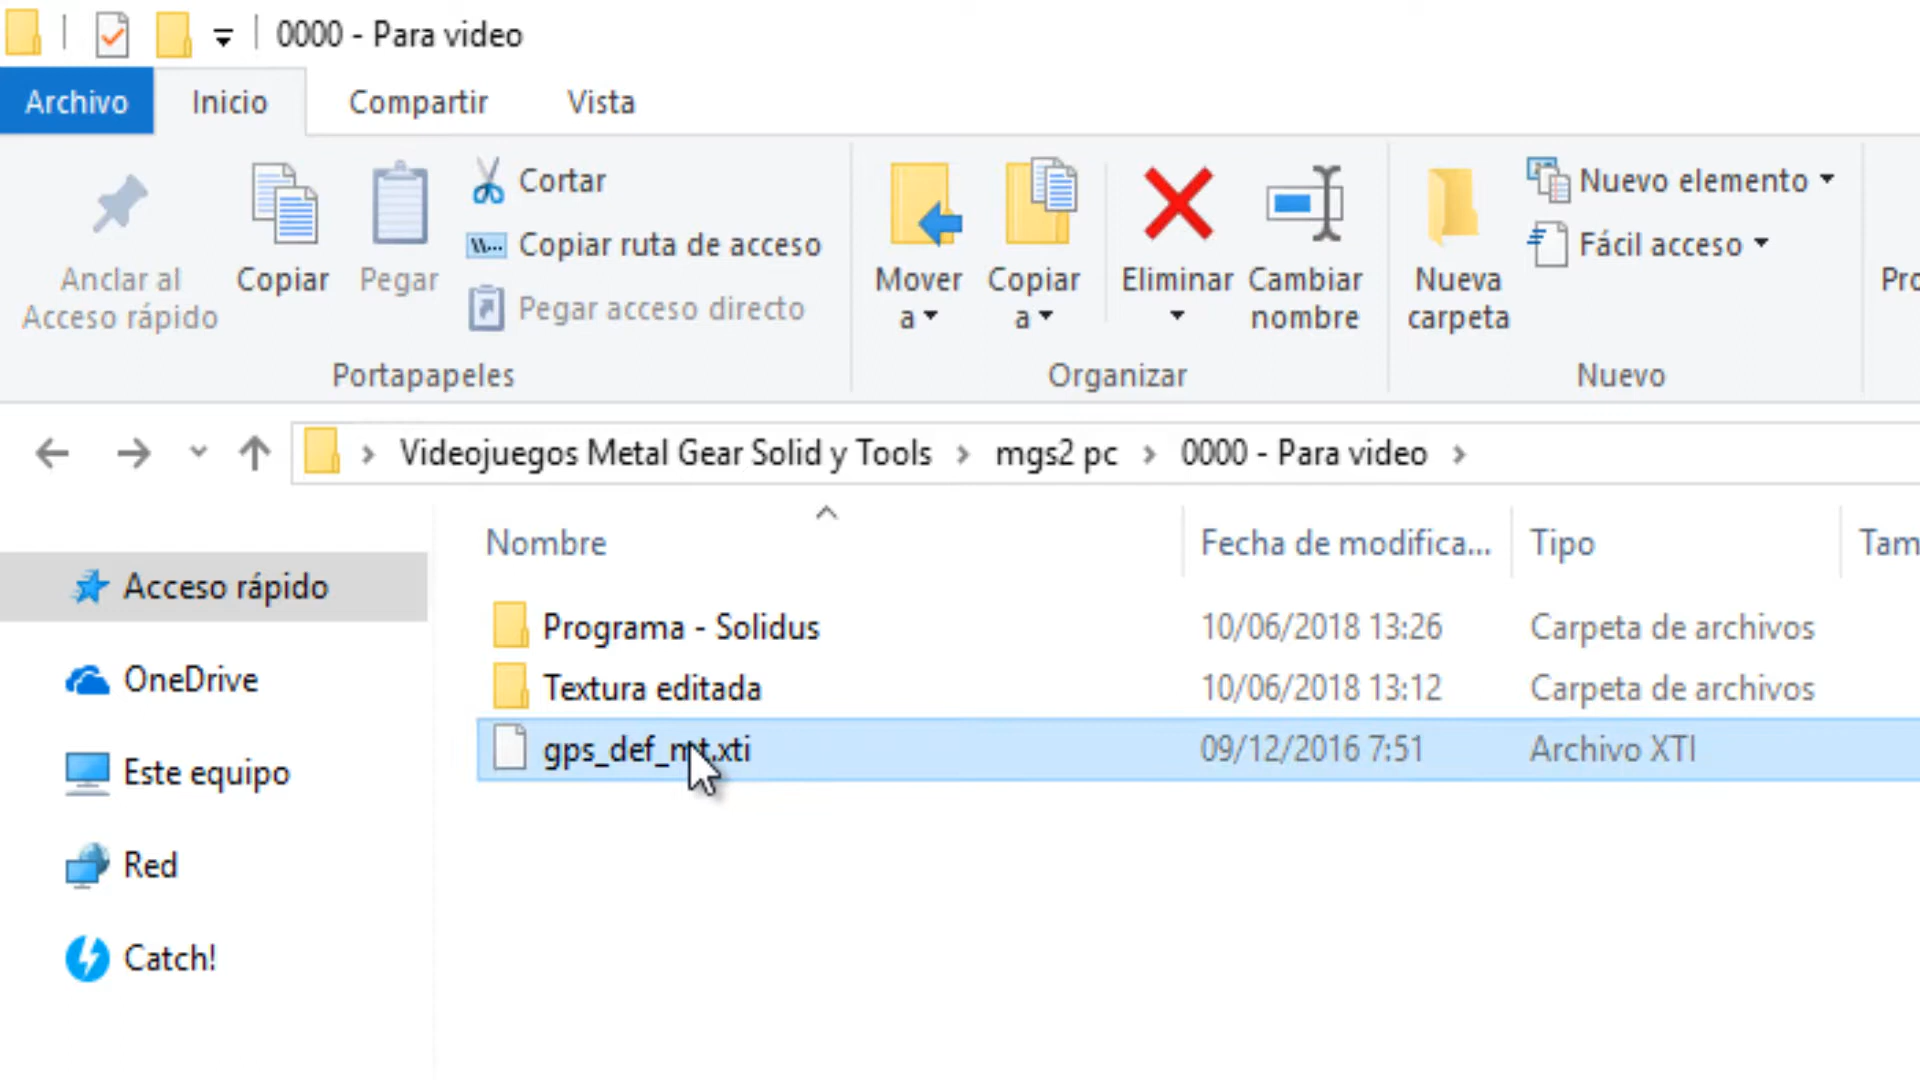 0000 - Para video
Archivo Inicio Compartir Vista
Anclar al Acceso rápido
Copiar
Pegar
Cortar
Copiar ruta de acceso
Pegar acceso directo
Portapapeles
Mover a
Copiar a
Eliminar
Cambiar nombre
Organizar
Nueva carpeta
Nuevo elemento
Fácil acceso
Nuevo
Videojuegos Metal Gear Solid y Tools > mgs2 pc > 0000 - Para video >
Acceso rápido
OneDrive
Este equipo
Red
Catch!
Nombre Fecha de modifica... Tipo
Programa - Solidus 10/06/2018 13:26 Carpeta de archivos
Textura editada 10/06/2018 13:12 Carpeta de archivos
gps_def_mt.xti 09/12/2016 7:51 Archivo XTI